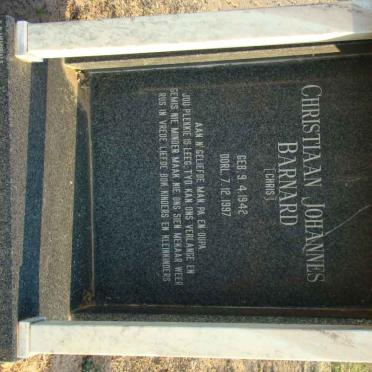 CHRISTIAAN JOHANNES
BARNARD
[CHRIS]
GEB. 9. 4. 1942
OORL. 7. 12. 1997
AAN N' GELIEFDE MAN, PA EN OUPA
JOU PLEKKIE IS LEEG, TYD KAN ONS VERLANGE EN
GEMIS NIE MINDER MAAK NIE. ONS SIEN MEKAAR WEER
RUS IN VREDE. LIEFDE BOK, KINDERS EN KLEINKINDERS